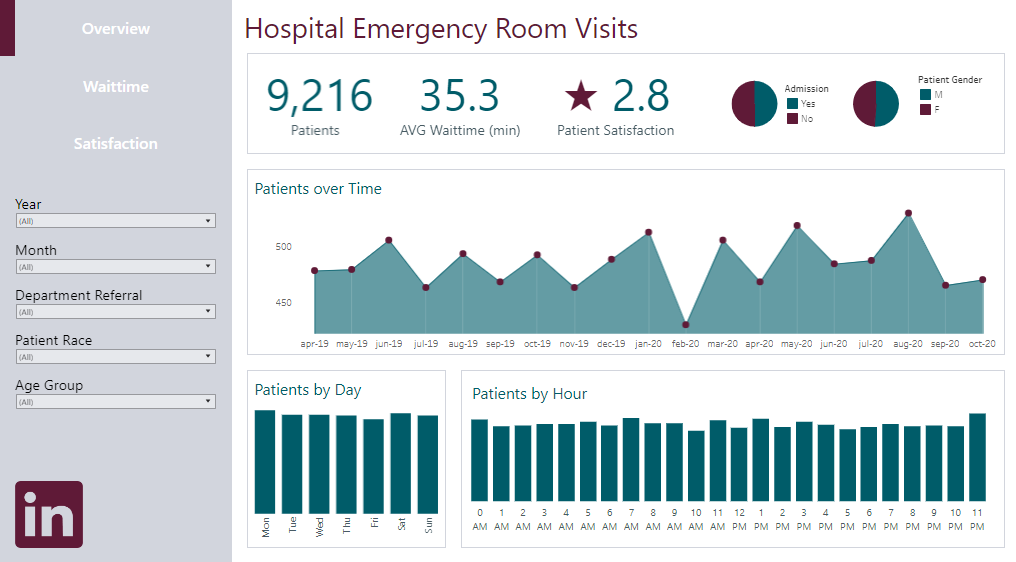 Overview
Waittime
Satisfaction
Year
(All)
Month
(All)
Department Referral
(All)
Patient Race
(All)
Age Group
(All)
in
Hospital Emergency Room Visits
9,216
Patients
35.3
AVG Waittime (min)
★ 2.8
Patient Satisfaction
Admission
Yes
No
Patient Gender
M
F
Patients over Time
500
450
apr-19 may-19 jun-19 jul-19 aug-19 sep-19 oct-19 nov-19 dec-19 jan-20 feb-20 mar-20 apr-20 may-20 jun-20 jul-20 aug-20 sep-20 oct-20
Patients by Day
Mon Tue Wed Thu Fri Sat Sun
Patients by Hour
0 1 2 3 4 5 6 7 8 9 10 11 12 1 2 3 4 5 6 7 8 9 10 11
AM AM AM AM AM AM AM AM AM AM AM AM PM PM PM PM PM PM PM PM PM PM PM PM